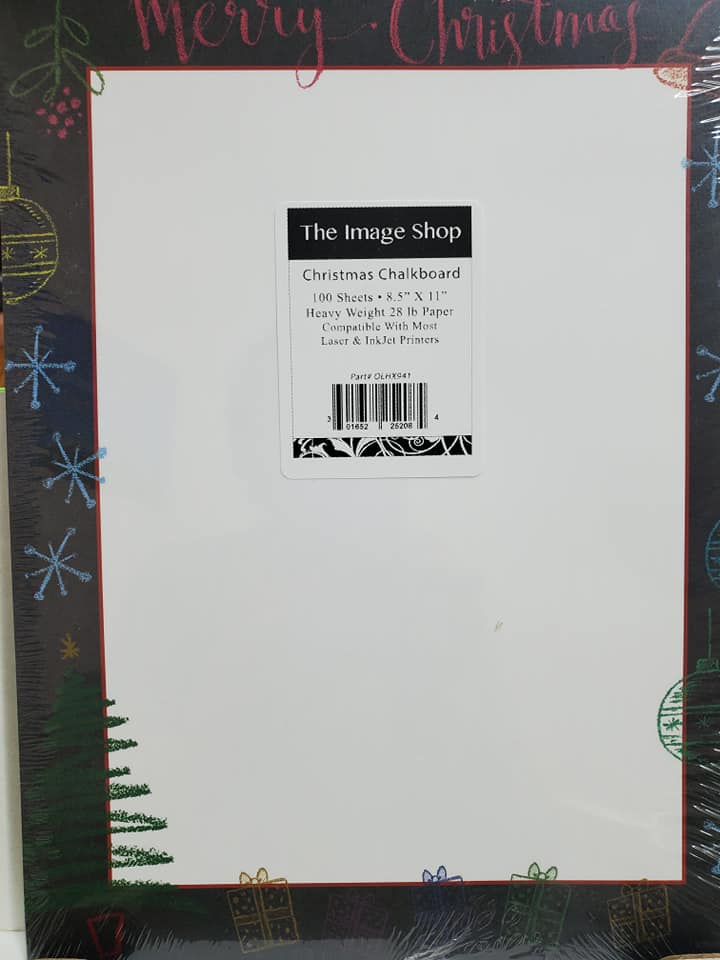 Merry Christmas
The Image Shop
Christmas Chalkboard
100 Sheets • 8.5” X 11”
Heavy Weight 28 lb Paper
Compatible With Most
Laser & InkJet Printers
Part# OLHX941
3 01652 25208 4